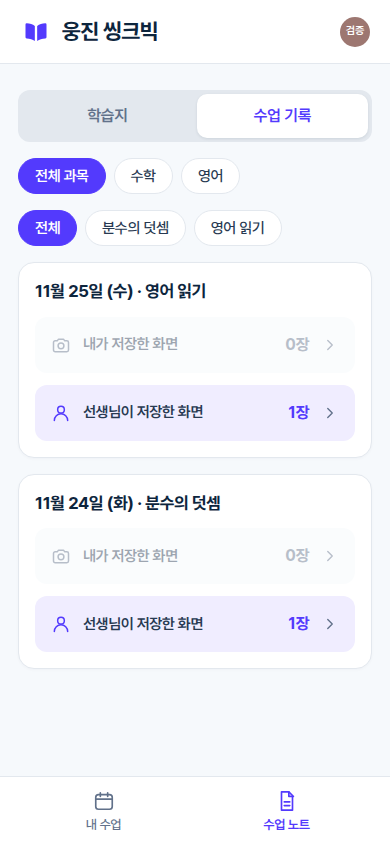 웅진 씽크빅
검증
학습지
수업 기록
전체 과목
수학
영어
전체
분수의 덧셈
영어 읽기
11월 25일 (수) · 영어 읽기
내가 저장한 화면 0장
선생님이 저장한 화면 1장
11월 24일 (화) · 분수의 덧셈
내가 저장한 화면 0장
선생님이 저장한 화면 1장
내 수업
수업 노트